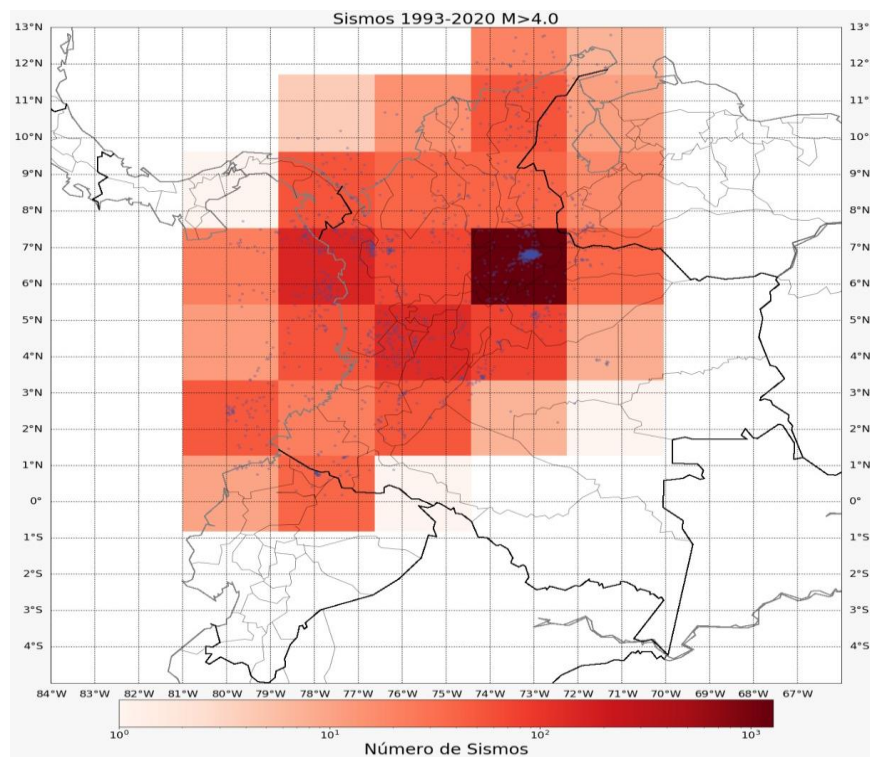 Sismos 1993-2020 M>4.0
13°N 13°
12°N 12°
11°N 11°
10°N 10°
9°N 9°N
8°N 8°N
7°N 7°N
6°N 6°N
5°N 5°N
4°N 4°N
3°N 3°N
2°N 2°N
1°N 1°N
0° 0°
1°S 1°S
2°S 2°S
3°S 3°S
4°S 4°S
84°W 83°W 82°W 81°W 80°W 79°W 78°W 77°W 76°W 75°W 74°W 73°W 72°W 71°W 70°W 69°W 68°W 67°W
10⁰ 10¹ 10² 10³
Número de Sismos